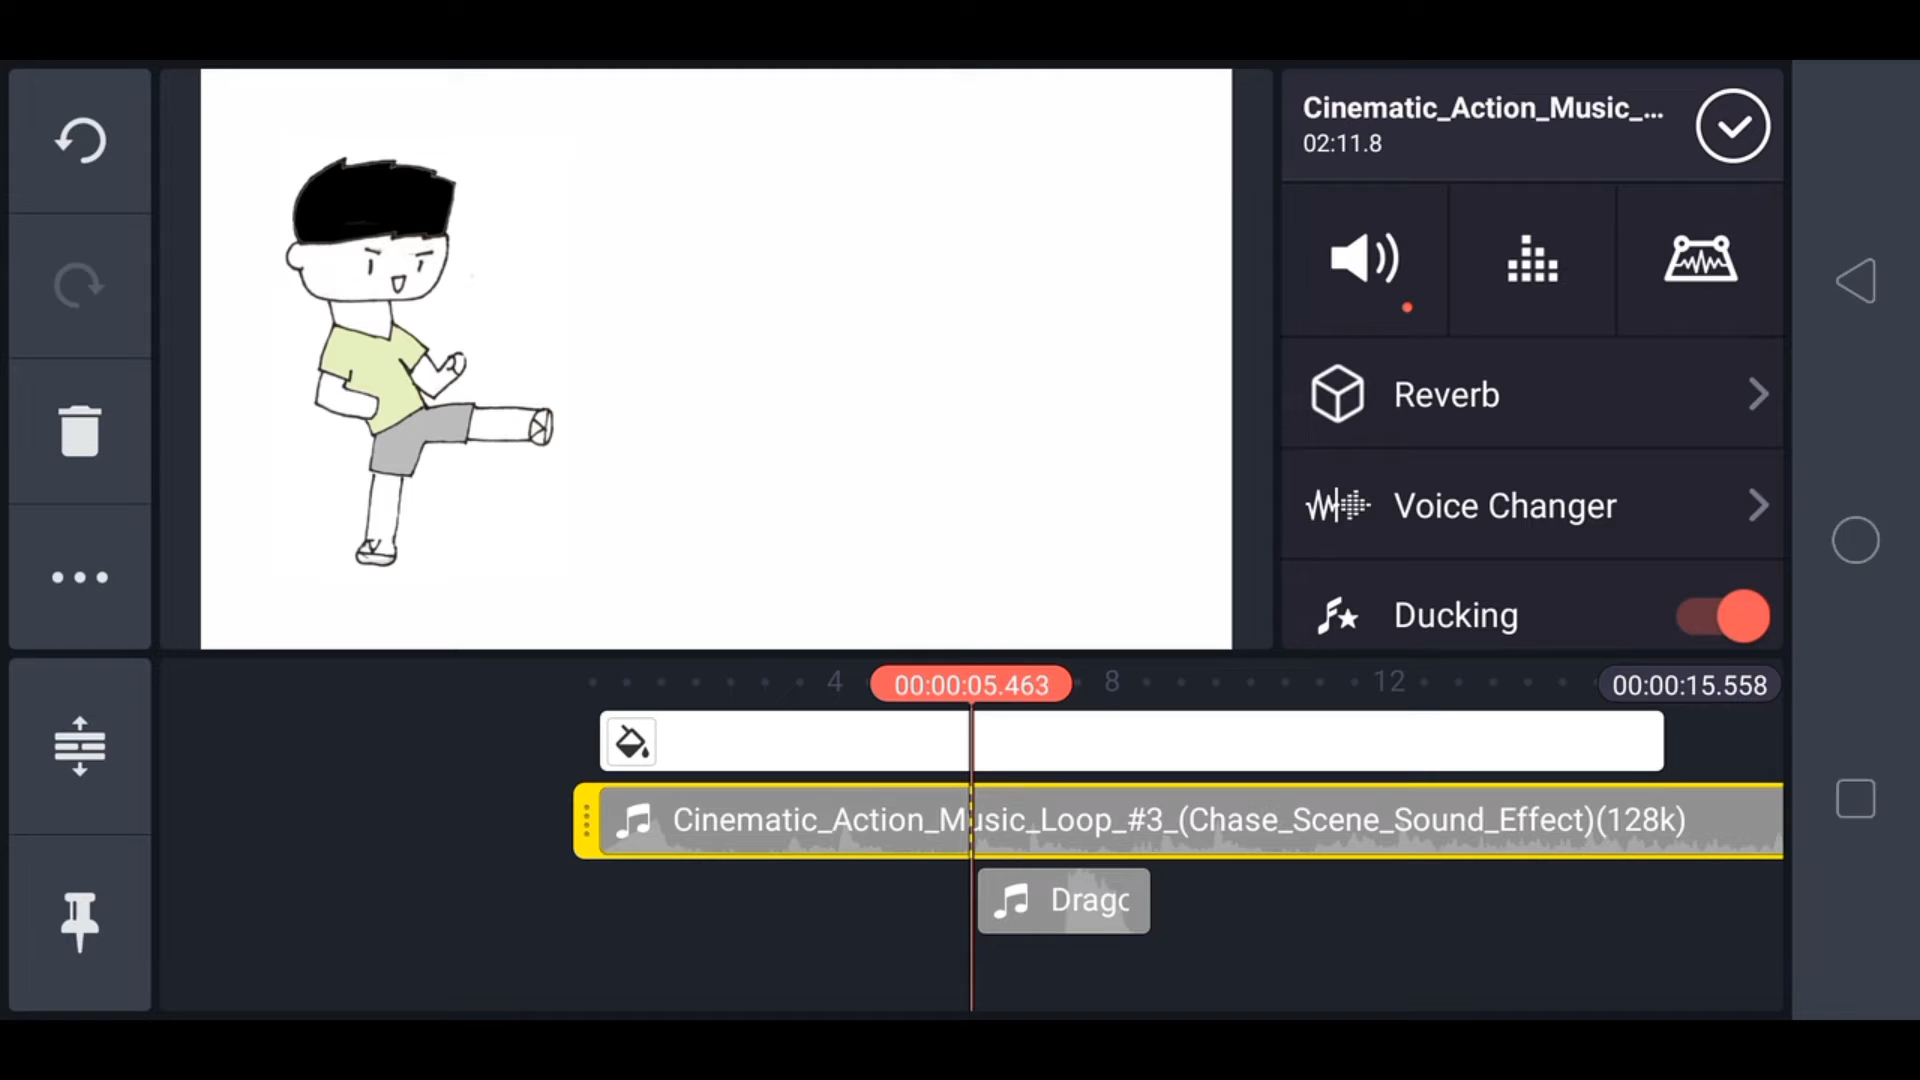 Cinematic_Action_Music_...
02:11.8
Reverb
Voice Changer
Ducking
4
00:00:05.463
8
12
00:00:15.558
Cinematic_Action_Music_Loop_#3_(Chase_Scene_Sound_Effect)(128k)
Drago